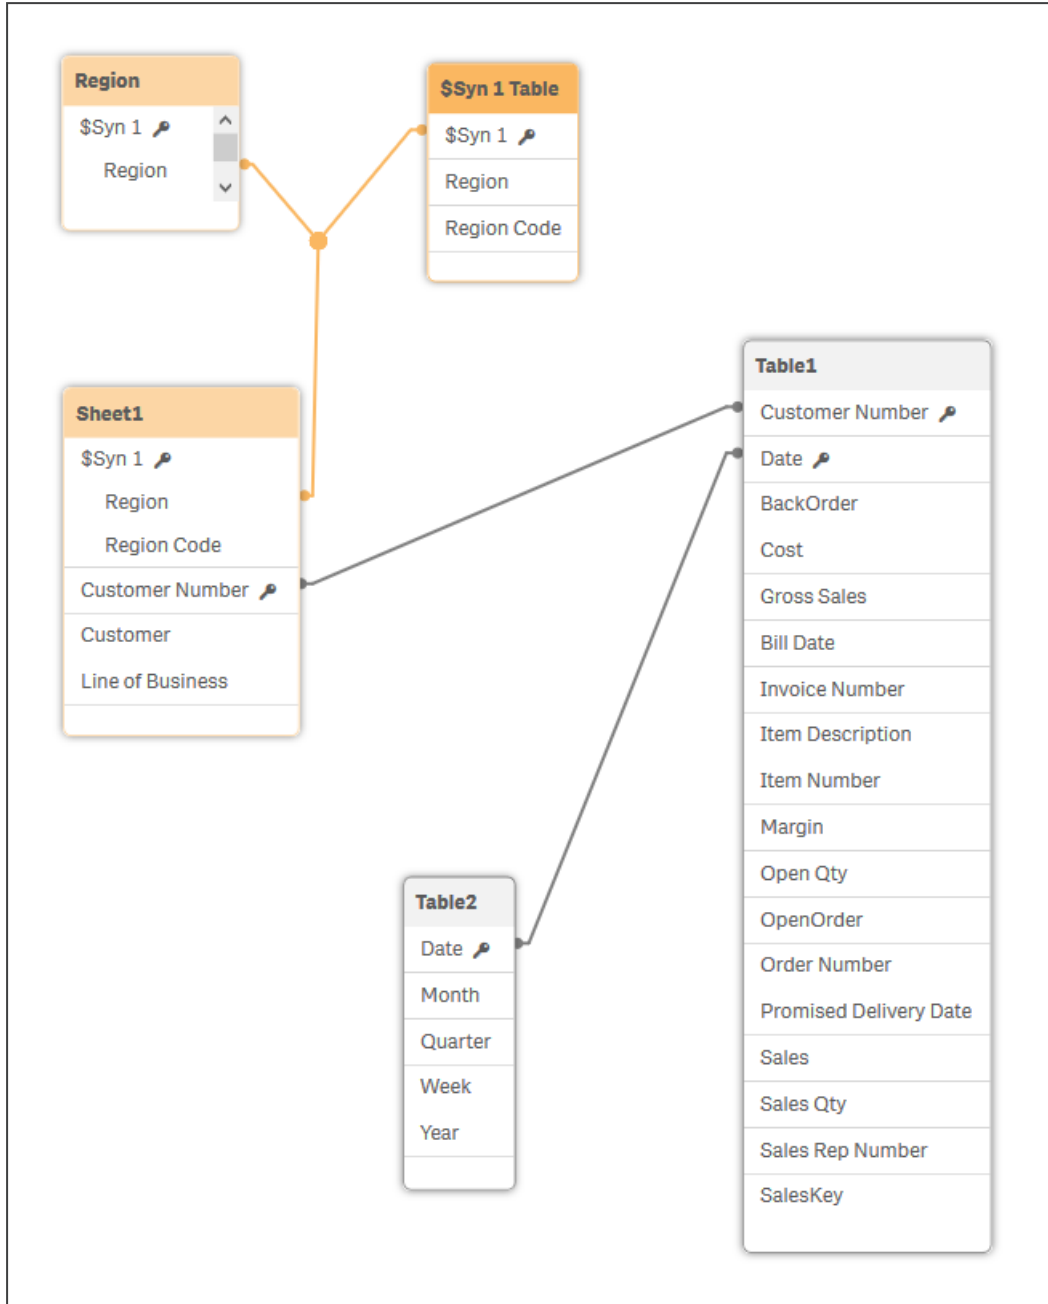 Region
$Syn 1
Region
$Syn 1 Table
$Syn 1
Region
Region Code
Sheet1
$Syn 1
Region
Region Code
Customer Number
Customer
Line of Business
Table1
Customer Number
Date
BackOrder
Cost
Gross Sales
Bill Date
Invoice Number
Item Description
Item Number
Margin
Open Qty
OpenOrder
Order Number
Promised Delivery Date
Sales
Sales Qty
Sales Rep Number
SalesKey
Table2
Date
Month
Quarter
Week
Year